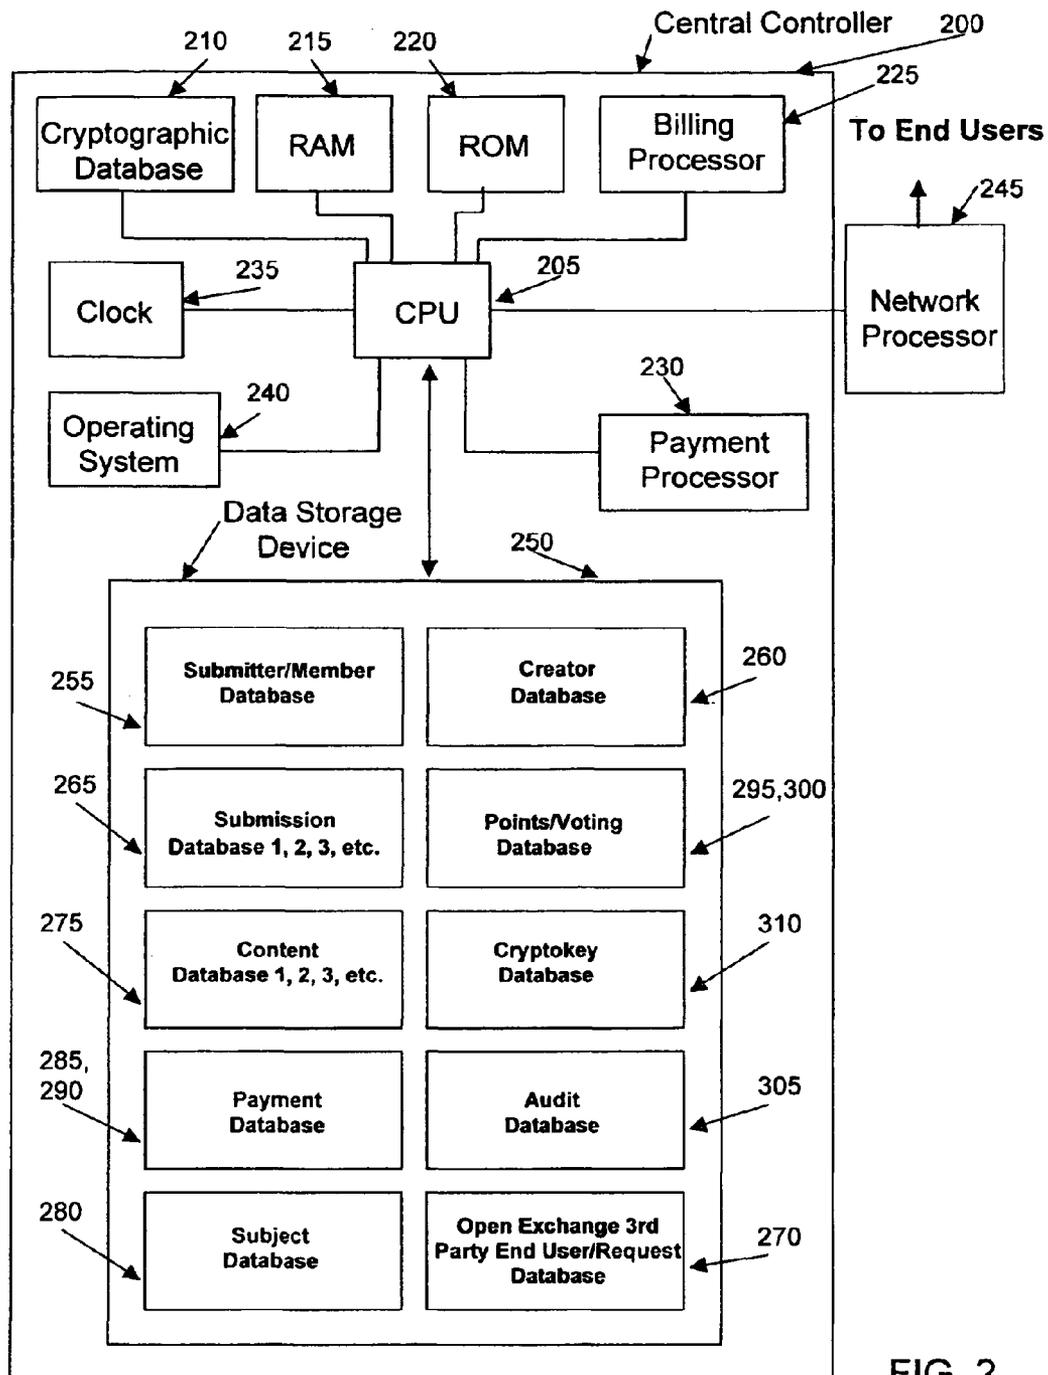 Central Controller
200
210
215
220
225
Cryptographic
Database
RAM
ROM
Billing
Processor
To End Users
245
235
205
Clock
CPU
Network
Processor
240
230
Operating
System
Payment
Processor
Data Storage
Device
250
255
Submitter/Member
Database
Creator
Database
260
265
Submission
Database 1, 2, 3, etc.
Points/Voting
Database
295,300
275
Content
Database 1, 2, 3, etc.
Cryptokey
Database
310
285,
290
Payment
Database
Audit
Database
305
280
Subject
Database
Open Exchange 3rd
Party End User/Request
Database
270
FIG. 2